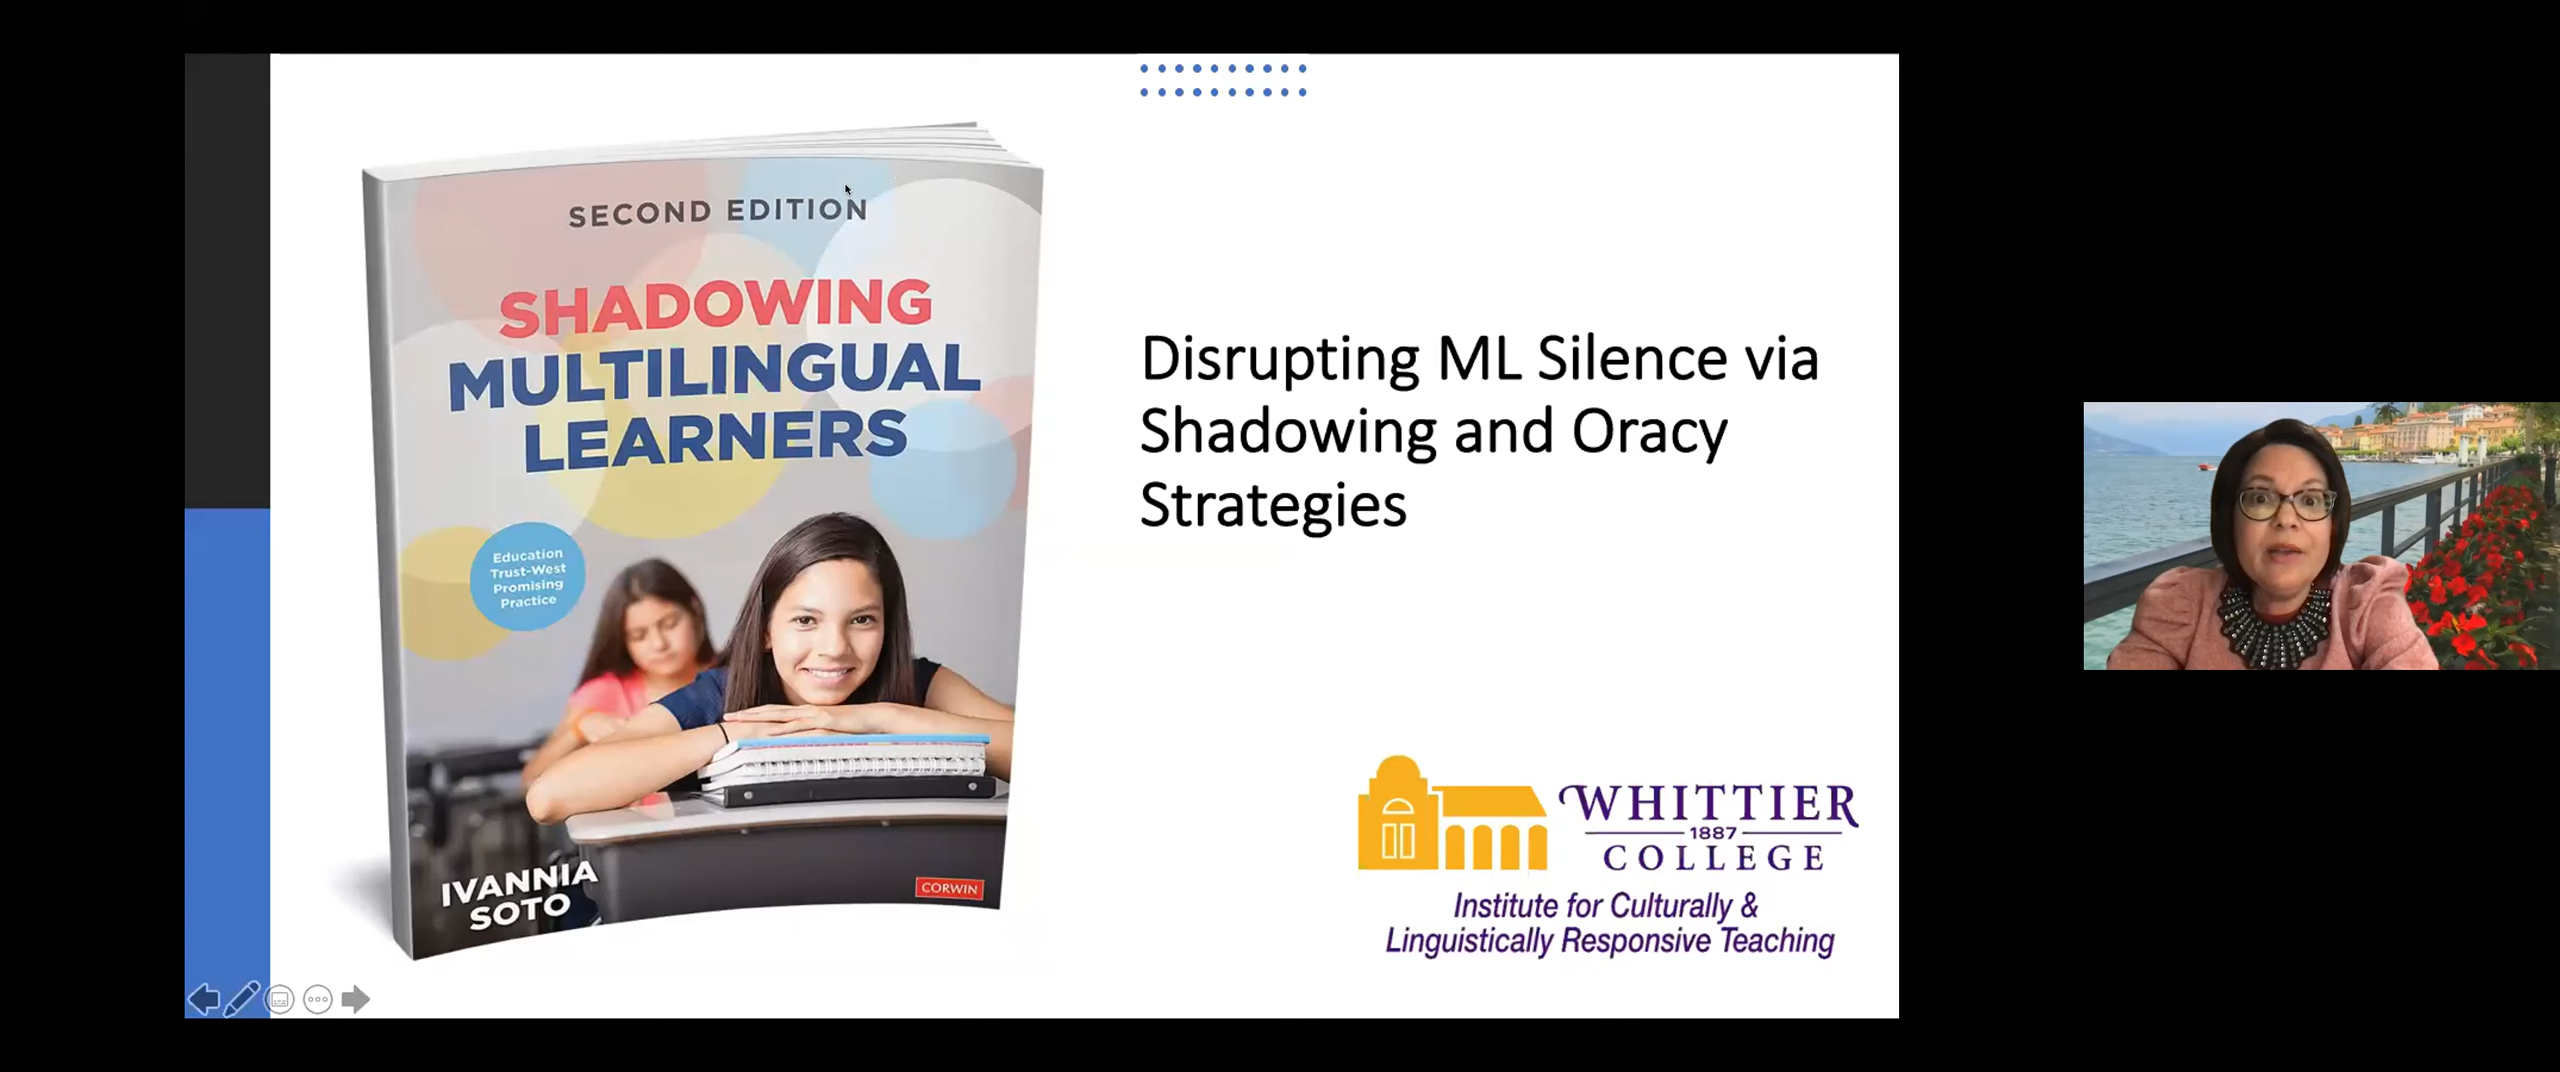 SECOND EDITION
SHADOWING
MULTILINGUAL
LEARNERS
Education
Trust-West
Promising
Practice
IVANNIA
SOTO
CORWIN
Disrupting ML Silence via
Shadowing and Oracy
Strategies
WHITTIER
1887
COLLEGE
Institute for Culturally &
Linguistically Responsive Teaching